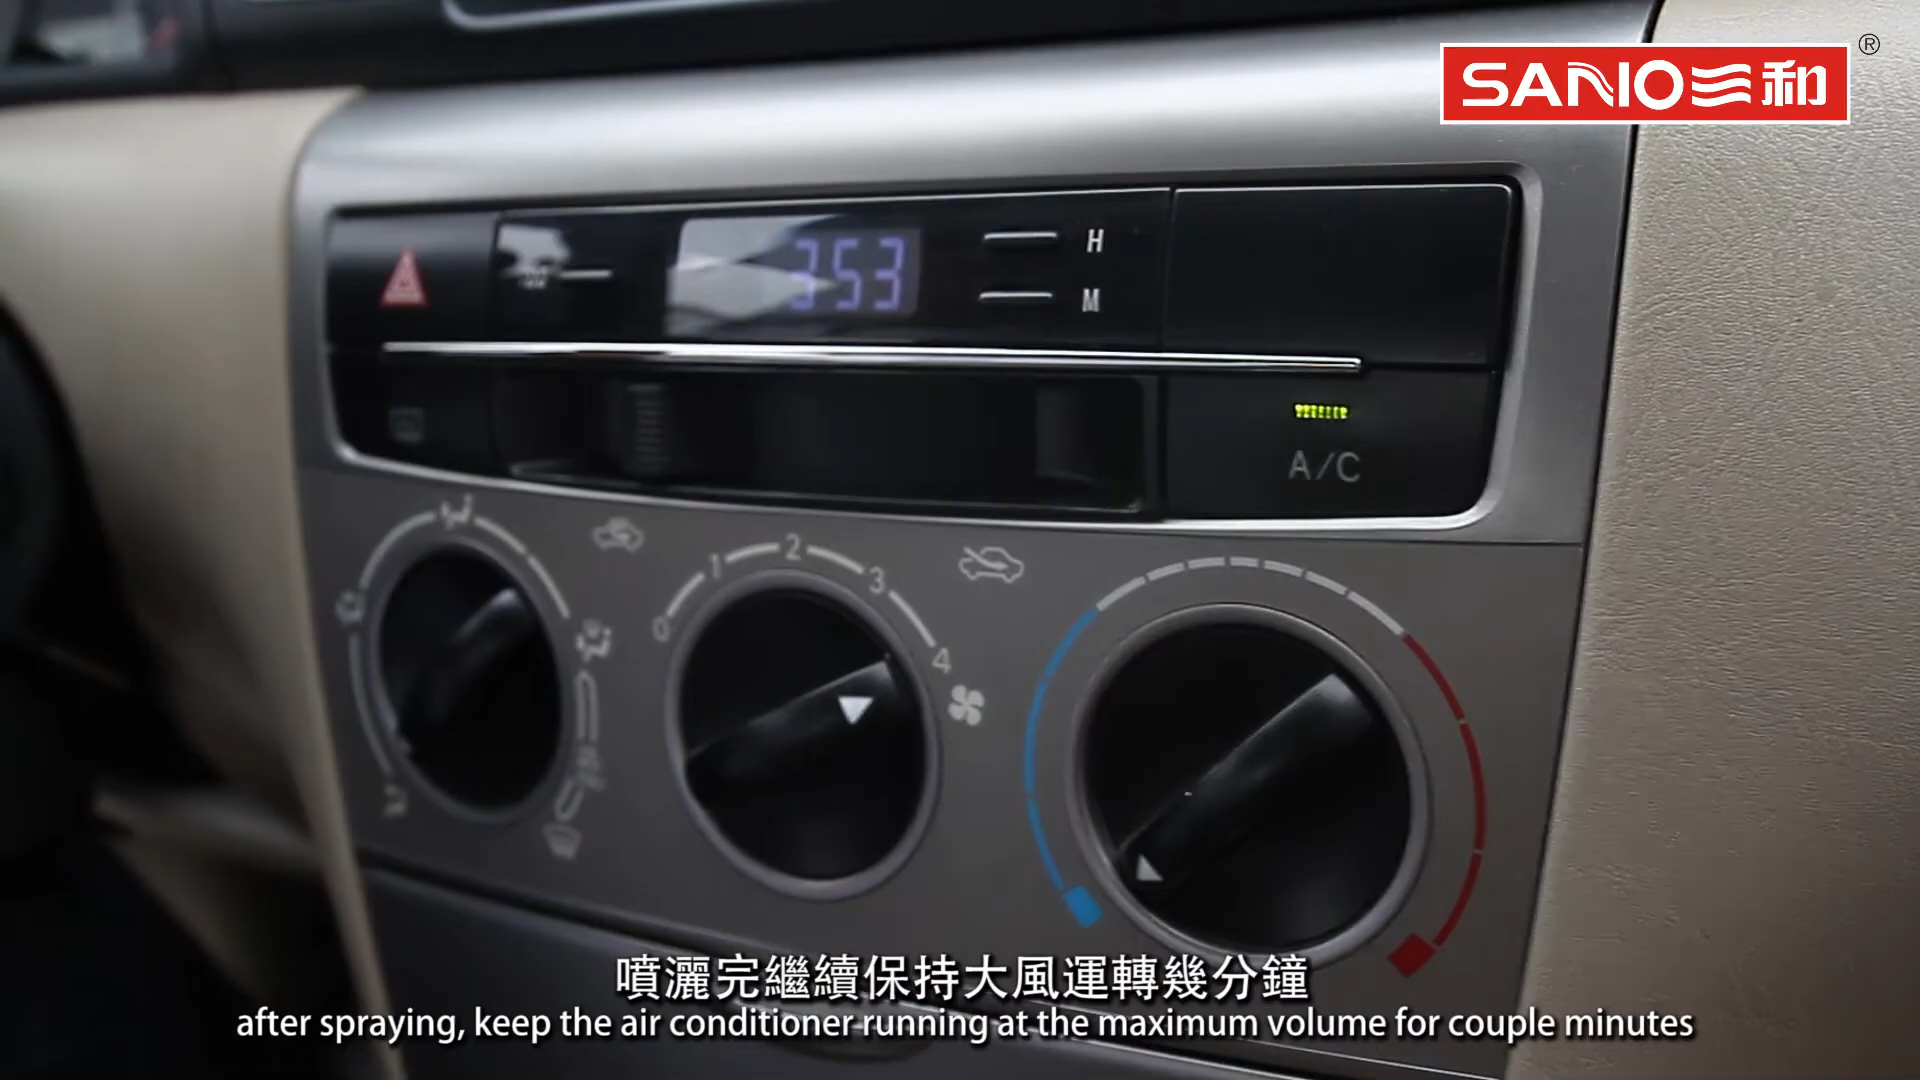 SANIO三和
®
353
H
M
A/C
0 1 2 3 4
噴灑完繼續保持大風運轉幾分鐘
after spraying, keep the air conditioner running at the maximum volume for couple minutes